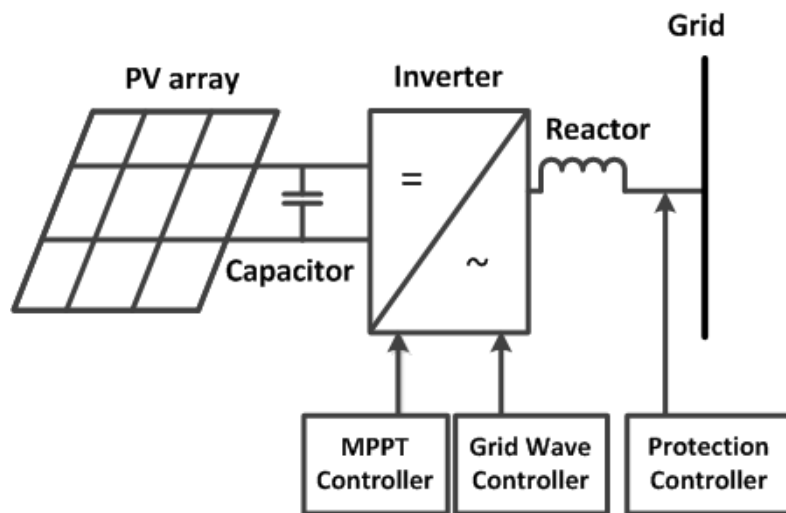 Grid
PV array
Inverter
Reactor
=
~
Capacitor
MPPT
Controller
Grid Wave
Controller
Protection
Controller